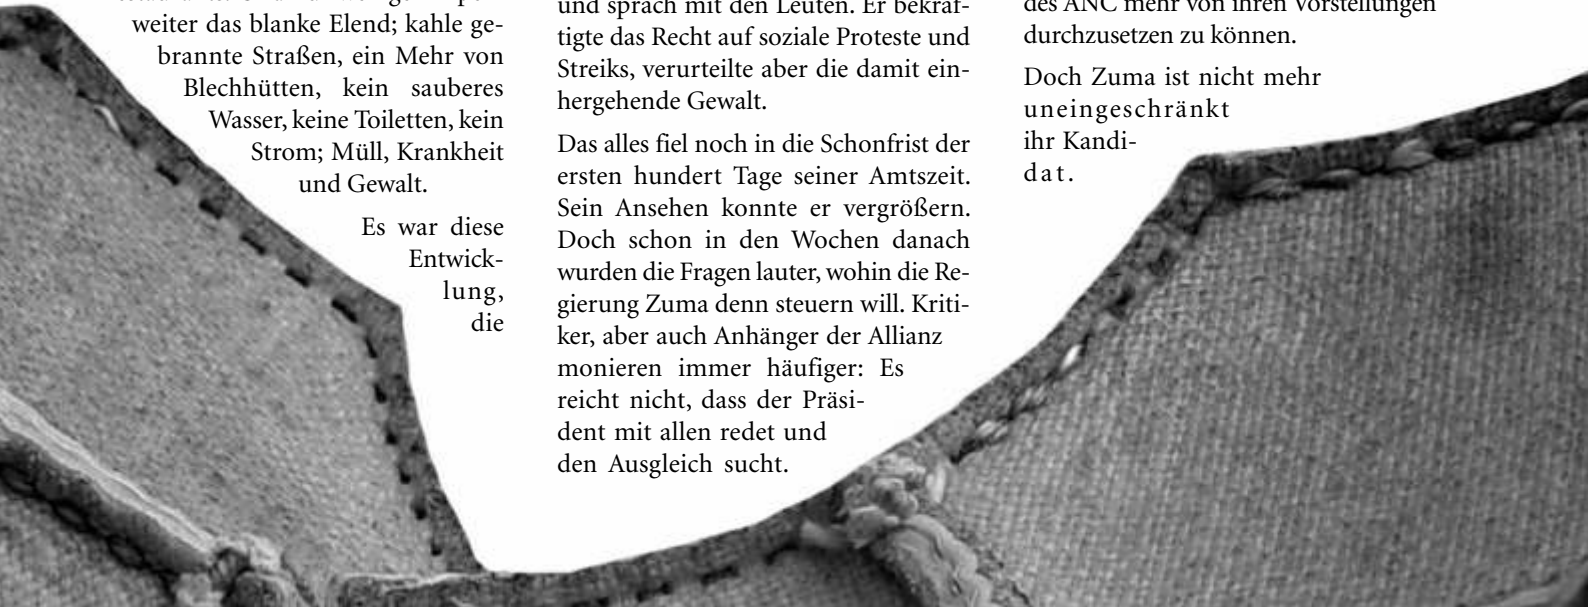 weiter das blanke Elend; kahle ge-
brannte Straßen, ein Mehr von
Blechhütten, kein sauberes
Wasser, keine Toiletten, kein
Strom; Müll, Krankheit
und Gewalt.
Es war diese
Entwick-
lung,
die
und sprach mit den Leuten. Er bekräf-
tigte das Recht auf soziale Proteste und
Streiks, verurteilte aber die damit ein-
hergehende Gewalt.
Das alles fiel noch in die Schonfrist der
ersten hundert Tage seiner Amtszeit.
Sein Ansehen konnte er vergrößern.
Doch schon in den Wochen danach
wurden die Fragen lauter, wohin die Re-
gierung Zuma denn steuern will. Kriti-
ker, aber auch Anhänger der Allianz
monieren immer häufiger: Es
reicht nicht, dass der Präsi-
dent mit allen redet und
den Ausgleich sucht.
des ANC mehr von ihren Vorstellungen
durchzusetzen zu können.
Doch Zuma ist nicht mehr
uneingeschränkt
ihr Kandi-
dat.